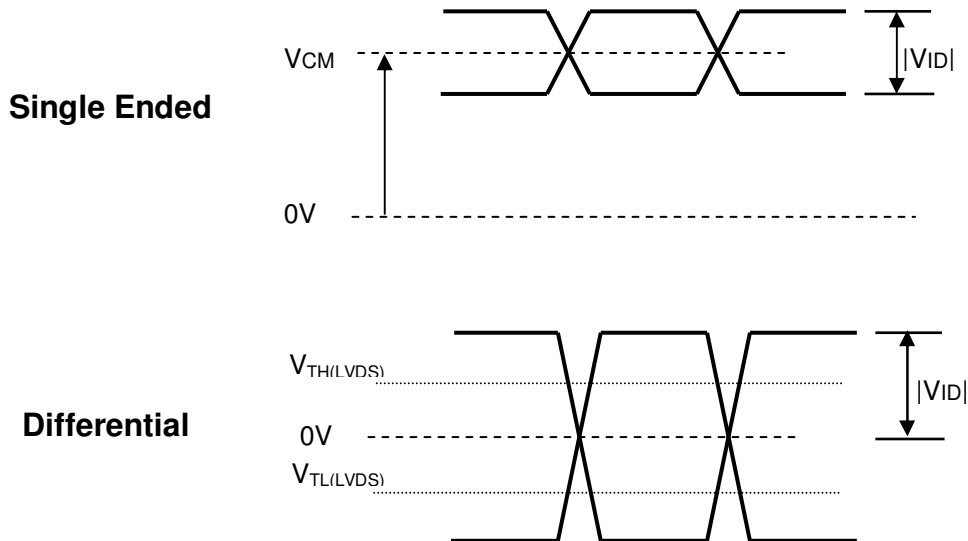 VCM
|VID|
Single Ended
0V
VTH(LVDS)
|VID|
Differential
0V
VTL(LVDS)